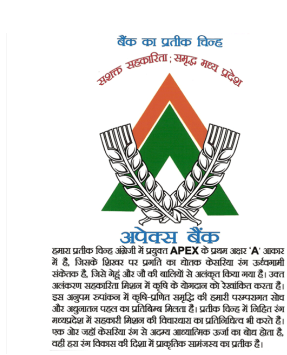 बैंक का प्रतीक चिन्ह
सशक्त सहकारिता ; समृद्ध मध्य प्रदेश
अपेक्स बैंक
हमारा प्रतीक चिन्ह अंग्रेजी में प्रयुक्त APEX के प्रथम अक्षर 'A' आकार
में है, जिसके शिखर पर प्रगति का द्योतक केसरिया रंग ऊर्ध्वगामी
संकेतक है, जिसे गेहूं और जौ की बालियों से अलंकृत किया गया है। उक्त
अलंकरण सहकारिता मिशन में कृषि के योगदान को रेखांकित करता है।
इस अनुपम रुपांकन में कृषि-प्रणित समृद्धि की हमारी परम्परागत सोच
और अधुनातन पहल का प्रतिबिम्ब मिलता है। प्रतीक चिन्ह में निहित रंग
मध्यप्रदेश में सहकारी मिशन की विचारधारा का प्रतिनिधित्व भी करते हैं।
एक ओर जहाँ केसरिया रंग से अदम्य आध्यात्मिक ऊर्जा का बोध होता है,
वहीं हरा रंग विकास की दिशा में प्राकृतिक सामंजस्य का प्रतीक है।